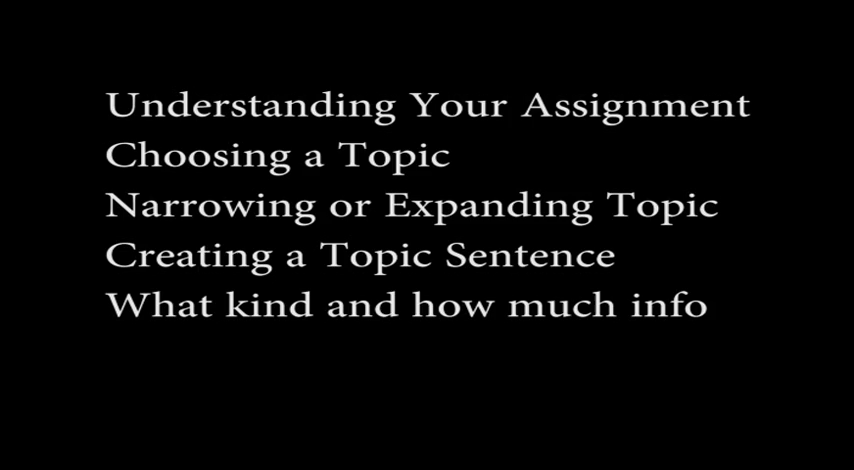 Understanding Your Assignment
Choosing a Topic
Narrowing or Expanding Topic
Creating a Topic Sentence
What kind and how much info